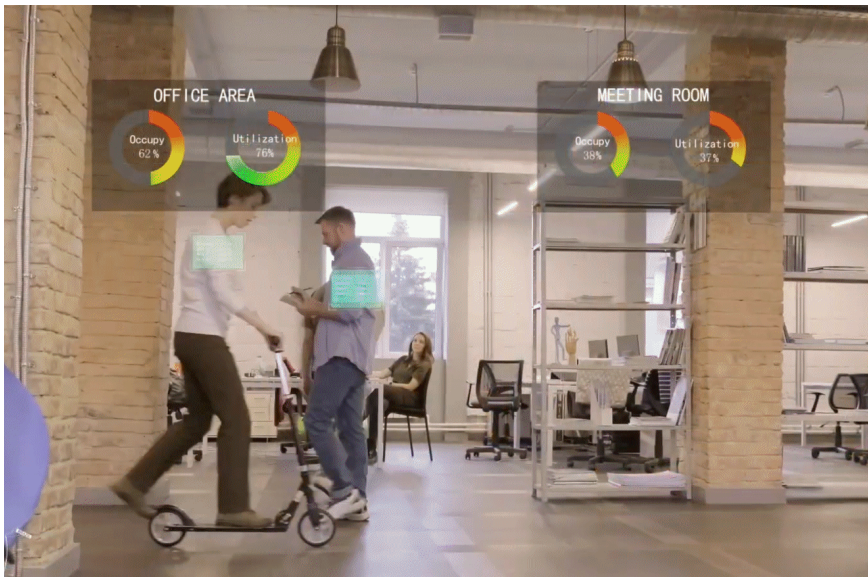 OFFICE AREA
Occupy
62%
Utilization
76%
MEETING ROOM
Occupy
38%
Utilization
37%